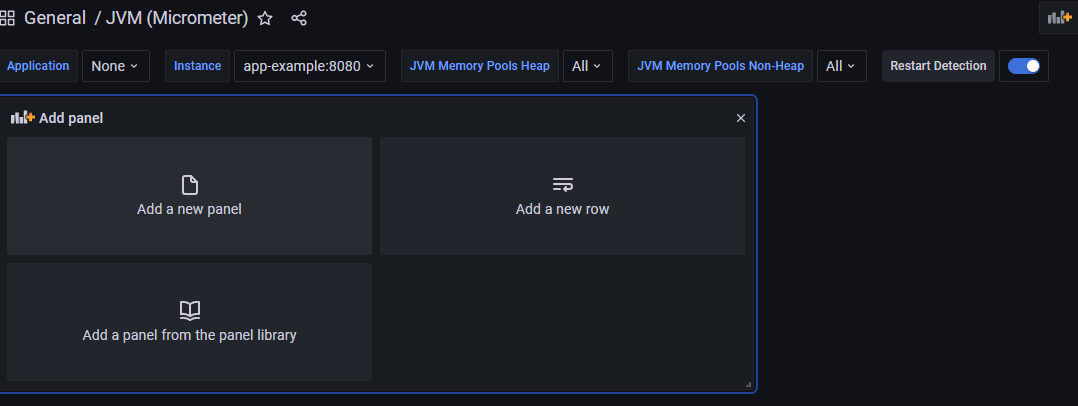 General / JVM (Micrometer)
Application None Instance app-example:8080 JVM Memory Pools Heap All JVM Memory Pools Non-Heap All Restart Detection
Add panel
Add a new panel
Add a new row
Add a panel from the panel library